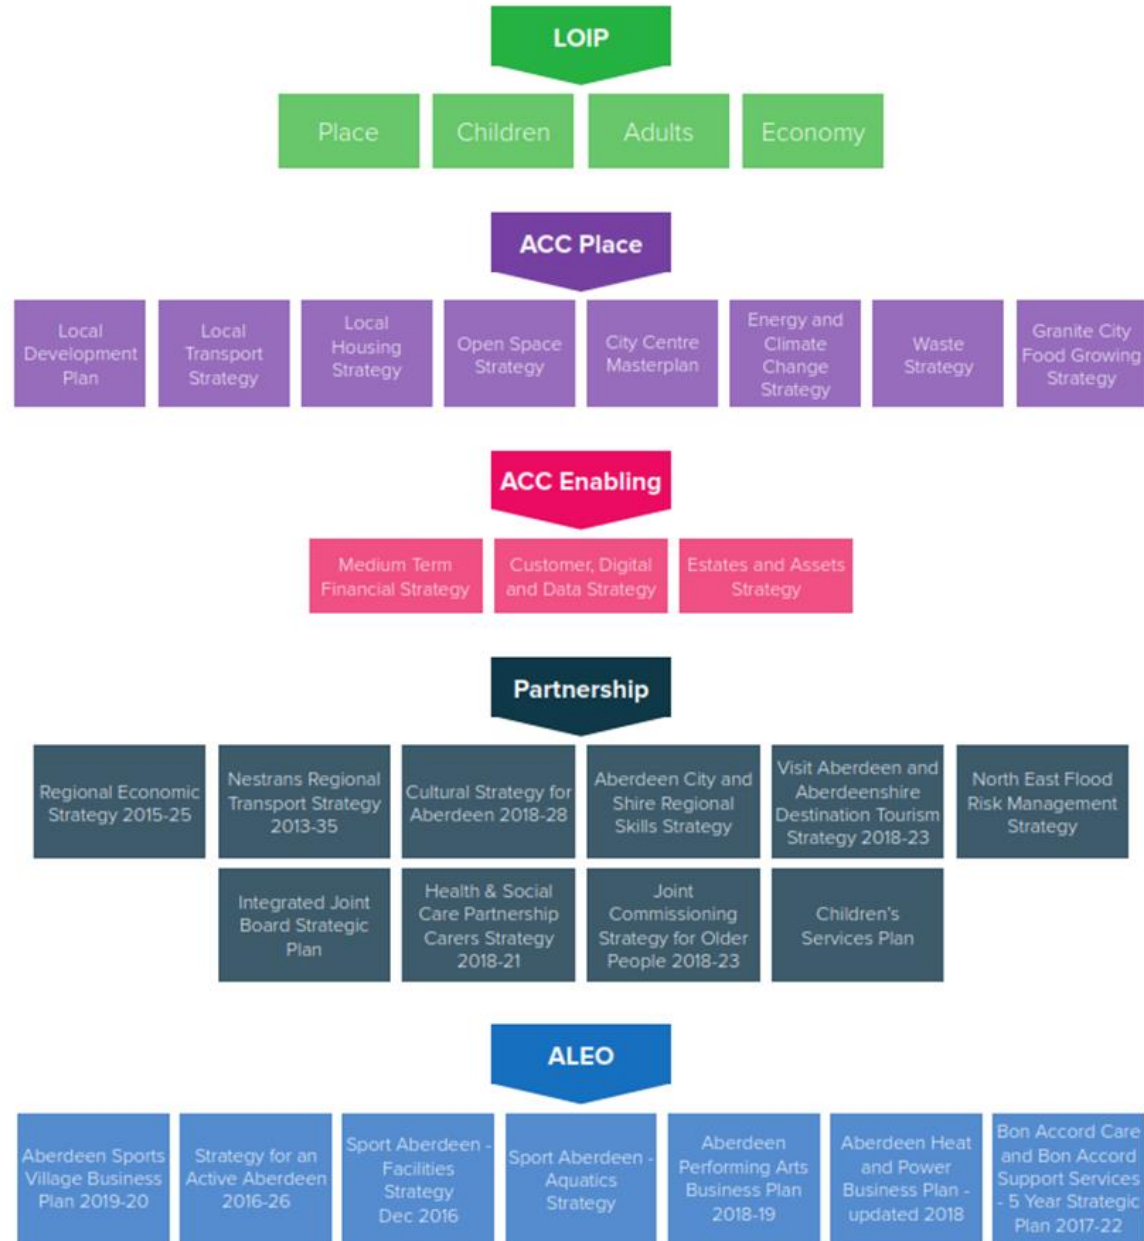 LOIP
Place
Children
Adults
Economy
ACC Place
Local
Development
Plan
Local
Transport
Strategy
Local
Housing
Strategy
Open Space
Strategy
City Centre
Masterplan
Energy and
Climate
Change
Strategy
Waste
Strategy
Granite City
Food Growing
Strategy
ACC Enabling
Medium Term
Financial Strategy
Customer, Digital
and Data Strategy
Estates and Assets
Strategy
Partnership
Regional Economic
Strategy 2015-25
Nestrans Regional
Transport Strategy
2013-35
Cultural Strategy for
Aberdeen 2018-28
Aberdeen City and
Shire Regional
Skills Strategy
Visit Aberdeen and
Aberdeenshire
Destination Tourism
Strategy 2018-23
North East Flood
Risk Management
Strategy
Integrated Joint
Board Strategic
Plan
Health & Social
Care Partnership
Carers Strategy
2018-21
Joint
Commissioning
Strategy for Older
People 2018-23
Children's
Services Plan
ALEO
Aberdeen Sports
Village Business
Plan 2019-20
Strategy for an
Active Aberdeen
2016-26
Sport Aberdeen -
Facilities
Strategy
Dec 2016
Sport Aberdeen -
Aquatics
Strategy
Aberdeen
Performing Arts
Business Plan
2018-19
Aberdeen Heat
and Power
Business Plan -
updated 2018
Bon Accord Care
and Bon Accord
Support Services
- 5 Year Strategic
Plan 2017-22